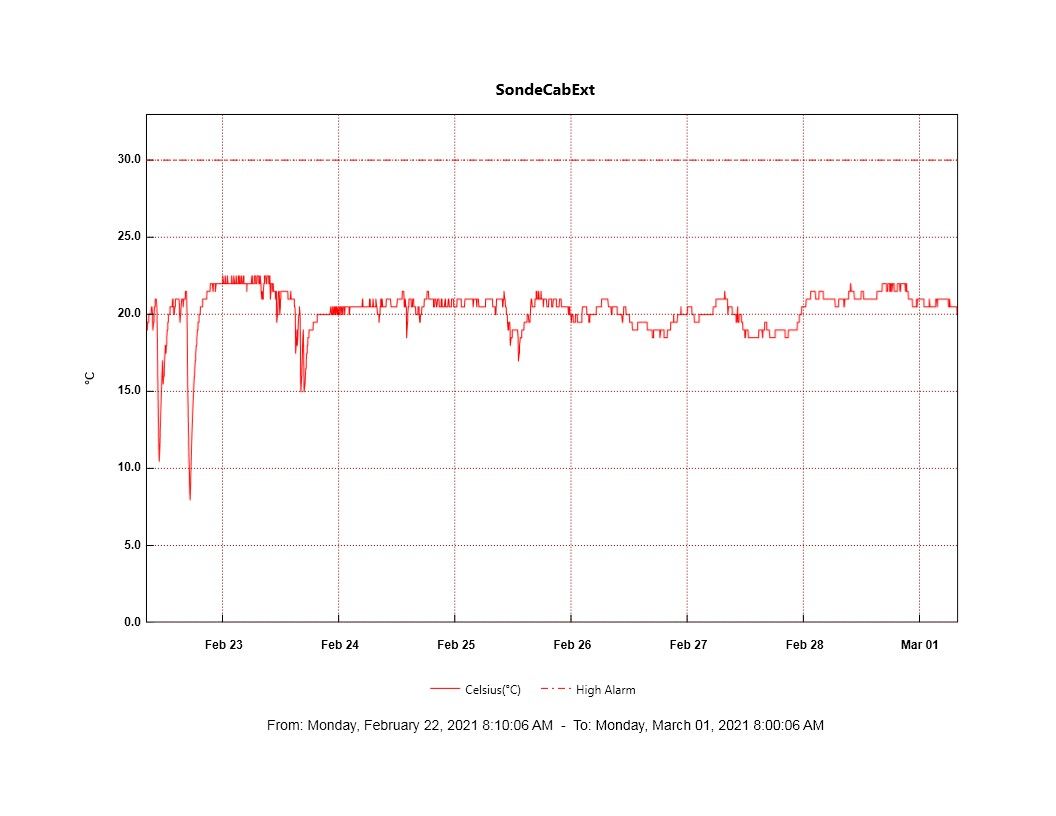 SondeCabExt
30.0
25.0
20.0
15.0
10.0
5.0
0.0
°C
Feb 23 Feb 24 Feb 25 Feb 26 Feb 27 Feb 28 Mar 01
Celsius(°C) High Alarm
From: Monday, February 22, 2021 8:10:06 AM - To: Monday, March 01, 2021 8:00:06 AM